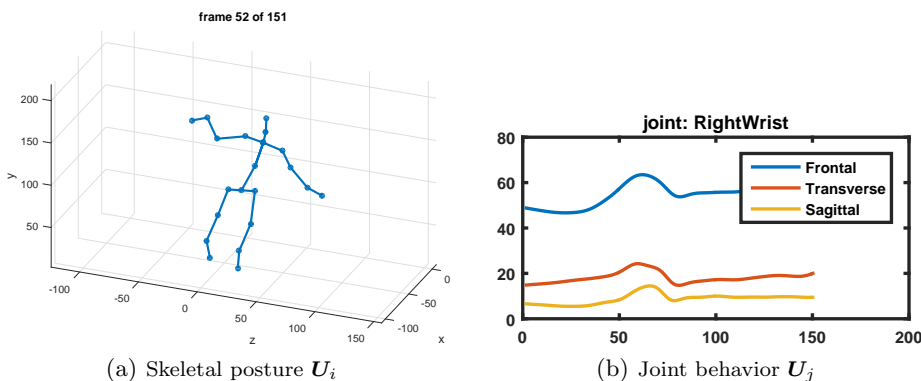 frame 52 of 151
200
150
100
50
y
-100
-50
0
50
100
150
z
-100
-50
0
x
(a) Skeletal posture U_i
joint: RightWrist
80
60
40
20
0
0
50
100
150
200
Frontal
Transverse
Sagittal
(b) Joint behavior U_j